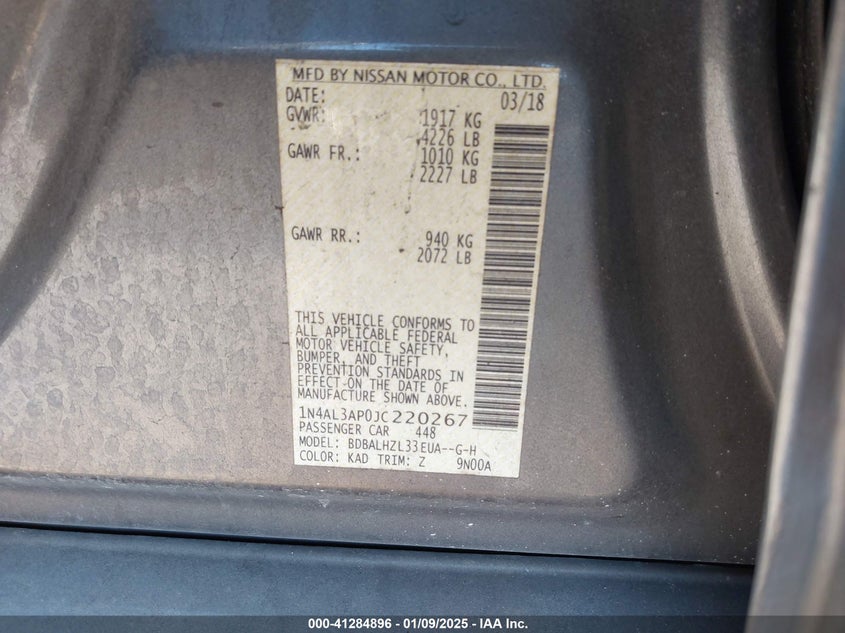 MFD BY NISSAN MOTOR CO., LTD.
DATE: 03/18
GVWR: 1917 KG
4226 LB
GAWR FR.: 1010 KG
2227 LB
GAWR RR.: 940 KG
2072 LB
THIS VEHICLE CONFORMS TO
ALL APPLICABLE FEDERAL
MOTOR VEHICLE SAFETY,
BUMPER, AND THEFT
PREVENTION STANDARDS IN
EFFECT ON THE DATE OF
MANUFACTURE SHOWN ABOVE.
1N4AL3AP0JC220267
PASSENGER CAR 448
MODEL: BDBALHZL33EUA--G-H
COLOR: KAD TRIM: Z 9N00A
000-41284896 — 01/09/2025 — IAA Inc.